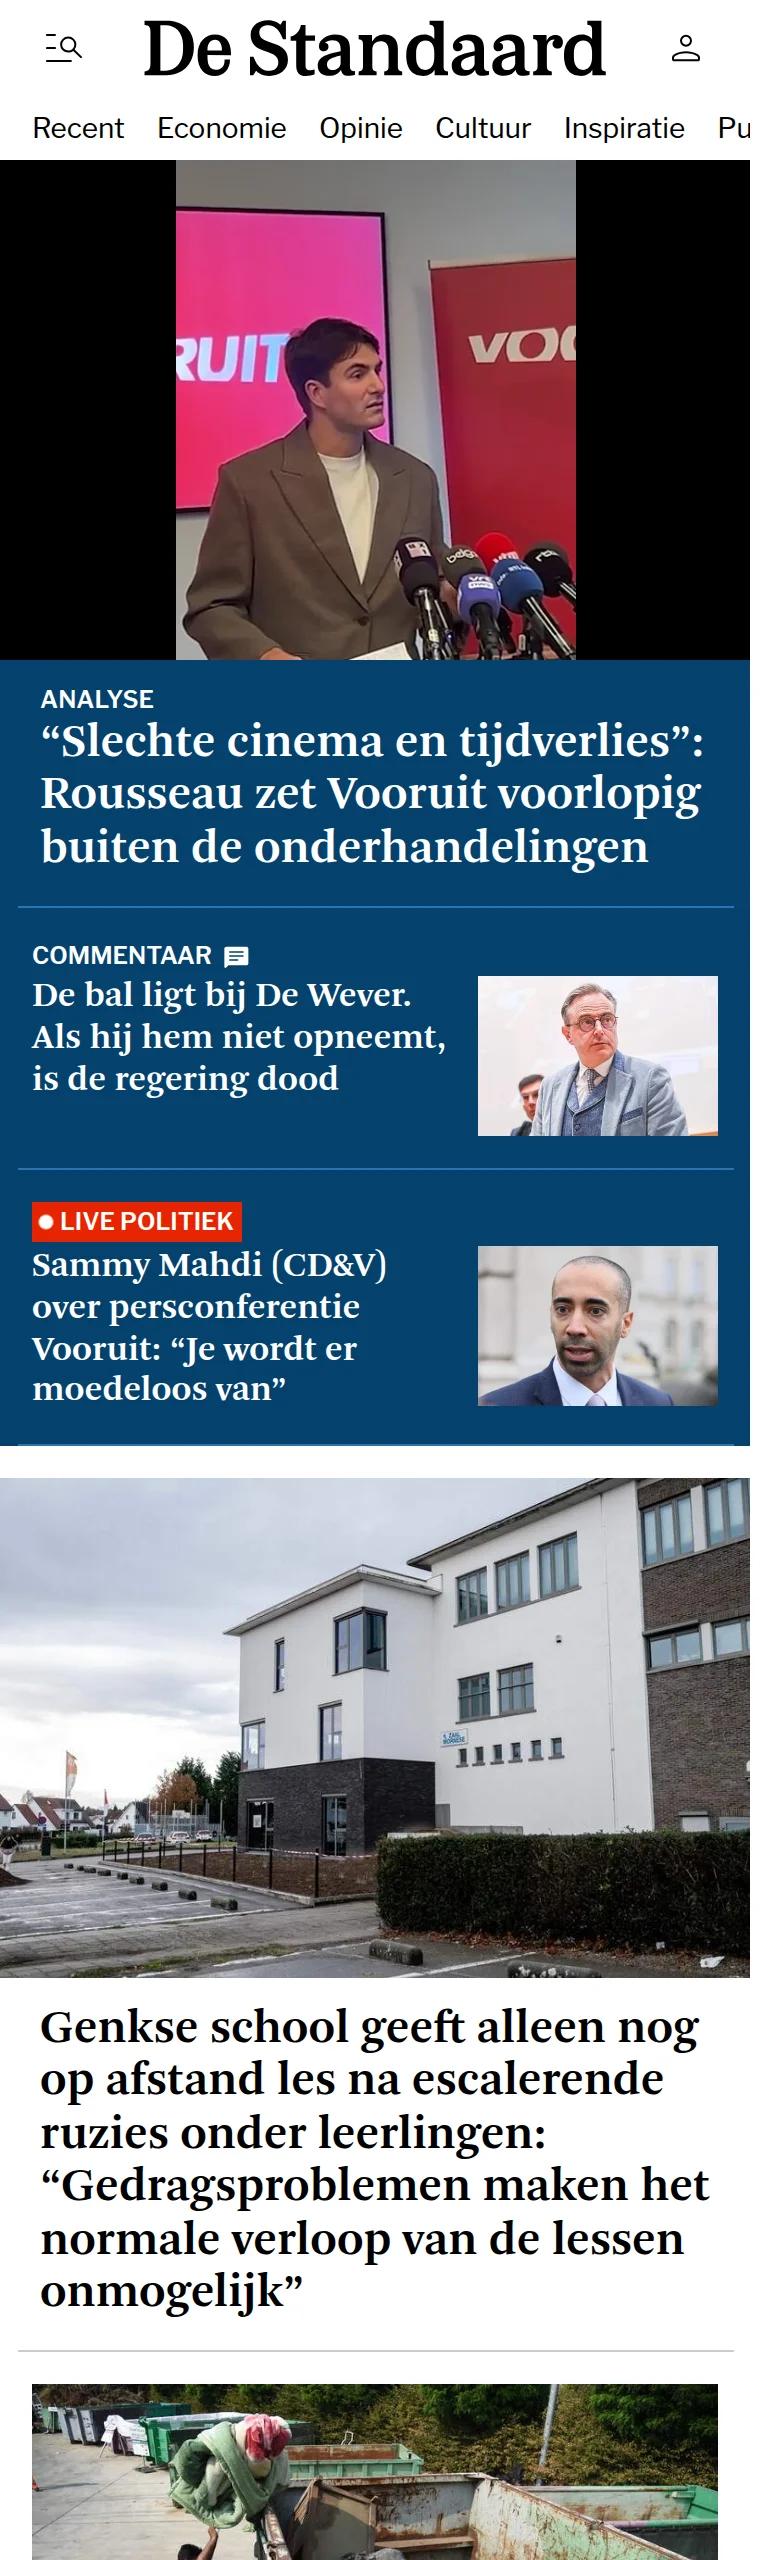 De Standaard
Recent Economie Opinie Cultuur Inspiratie Pu
RUIT
VOO
belga
ANALYSE
“Slechte cinema en tijdverlies”:
Rousseau zet Vooruit voorlopig
buiten de onderhandelingen
COMMENTAAR
De bal ligt bij De Wever.
Als hij hem niet opneemt,
is de regering dood
LIVE POLITIEK
Sammy Mahdi (CD&V)
over persconferentie
Vooruit: “Je wordt er
moedeloos van”
ZAAL
Genkse school geeft alleen nog
op afstand les na escalerende
ruzies onder leerlingen:
“Gedragsproblemen maken het
normale verloop van de lessen
onmogelijk”